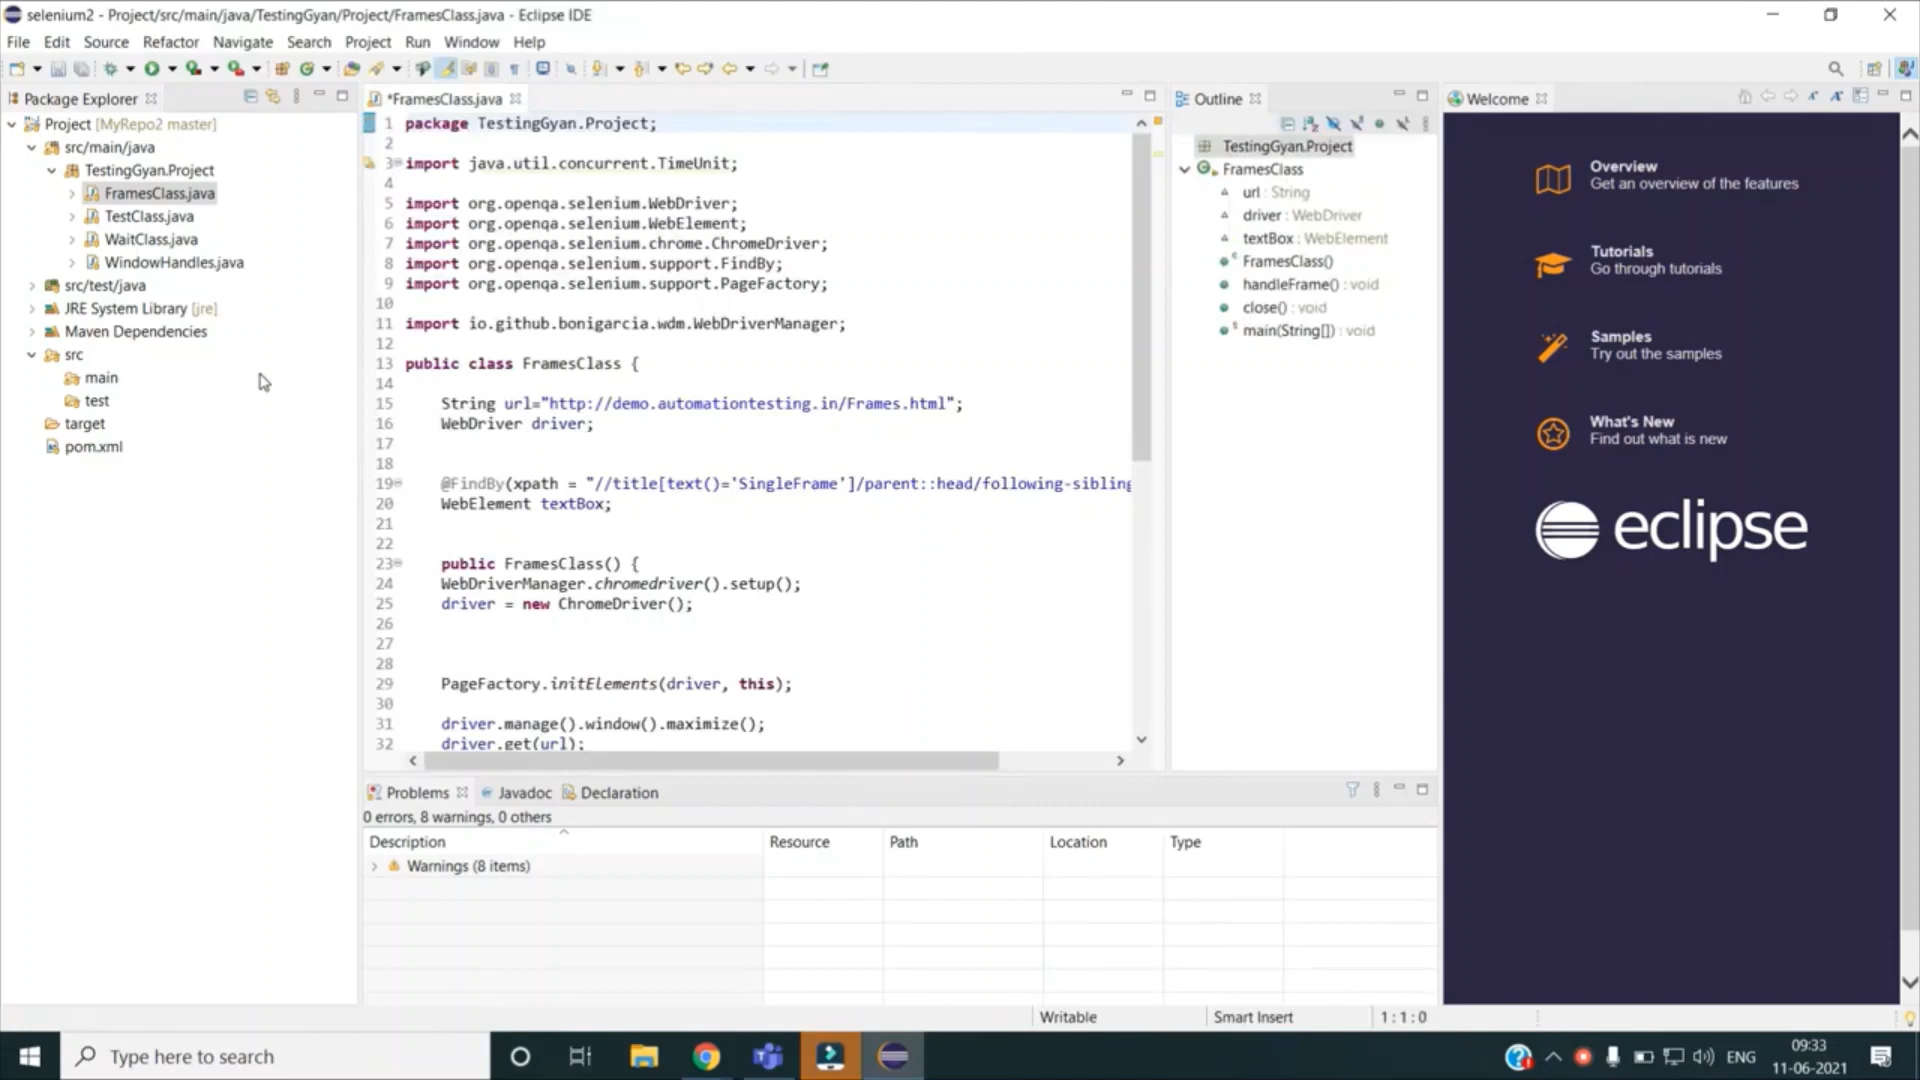 selenium2 - Project/src/main/java/TestingGyan/Project/FramesClass.java - Eclipse IDE
File Edit Source Refactor Navigate Search Project Run Window Help
Package Explorer
Project [MyRepo2 master]
src/main/java
TestingGyan.Project
FramesClass.java
TestClass.java
WaitClass.java
WindowHandles.java
src/test/java
JRE System Library [jre]
Maven Dependencies
src
main
test
target
pom.xml
*FramesClass.java
1 package TestingGyan.Project;
2
3 import java.util.concurrent.TimeUnit;
4
5 import org.openqa.selenium.WebDriver;
6 import org.openqa.selenium.WebElement;
7 import org.openqa.selenium.chrome.ChromeDriver;
8 import org.openqa.selenium.support.FindBy;
9 import org.openqa.selenium.support.PageFactory;
10
11 import io.github.bonigarcia.wdm.WebDriverManager;
12
13 public class FramesClass {
14
15 String url="http://demo.automationtesting.in/Frames.html";
16 WebDriver driver;
17
18
19 @FindBy(xpath = "//title[text()='SingleFrame']/parent::head/following-sibling
20 WebElement textBox;
21
22
23 public FramesClass() {
24 WebDriverManager.chromedriver().setup();
25 driver = new ChromeDriver();
26
27
28
29 PageFactory.initElements(driver, this);
30
31 driver.manage().window().maximize();
32 driver.get(url);
Outline
TestingGyan.Project
FramesClass
url : String
driver : WebDriver
textBox : WebElement
FramesClass()
handleFrame() : void
close() : void
main(String[]) : void
Welcome
Overview
Get an overview of the features
Tutorials
Go through tutorials
Samples
Try out the samples
What's New
Find out what is new
eclipse
Problems Javadoc Declaration
0 errors, 8 warnings, 0 others
Description Resource Path Location Type
Warnings (8 items)
Writable Smart Insert 1 : 1 : 0
Type here to search
ENG
09:33
11-06-2021